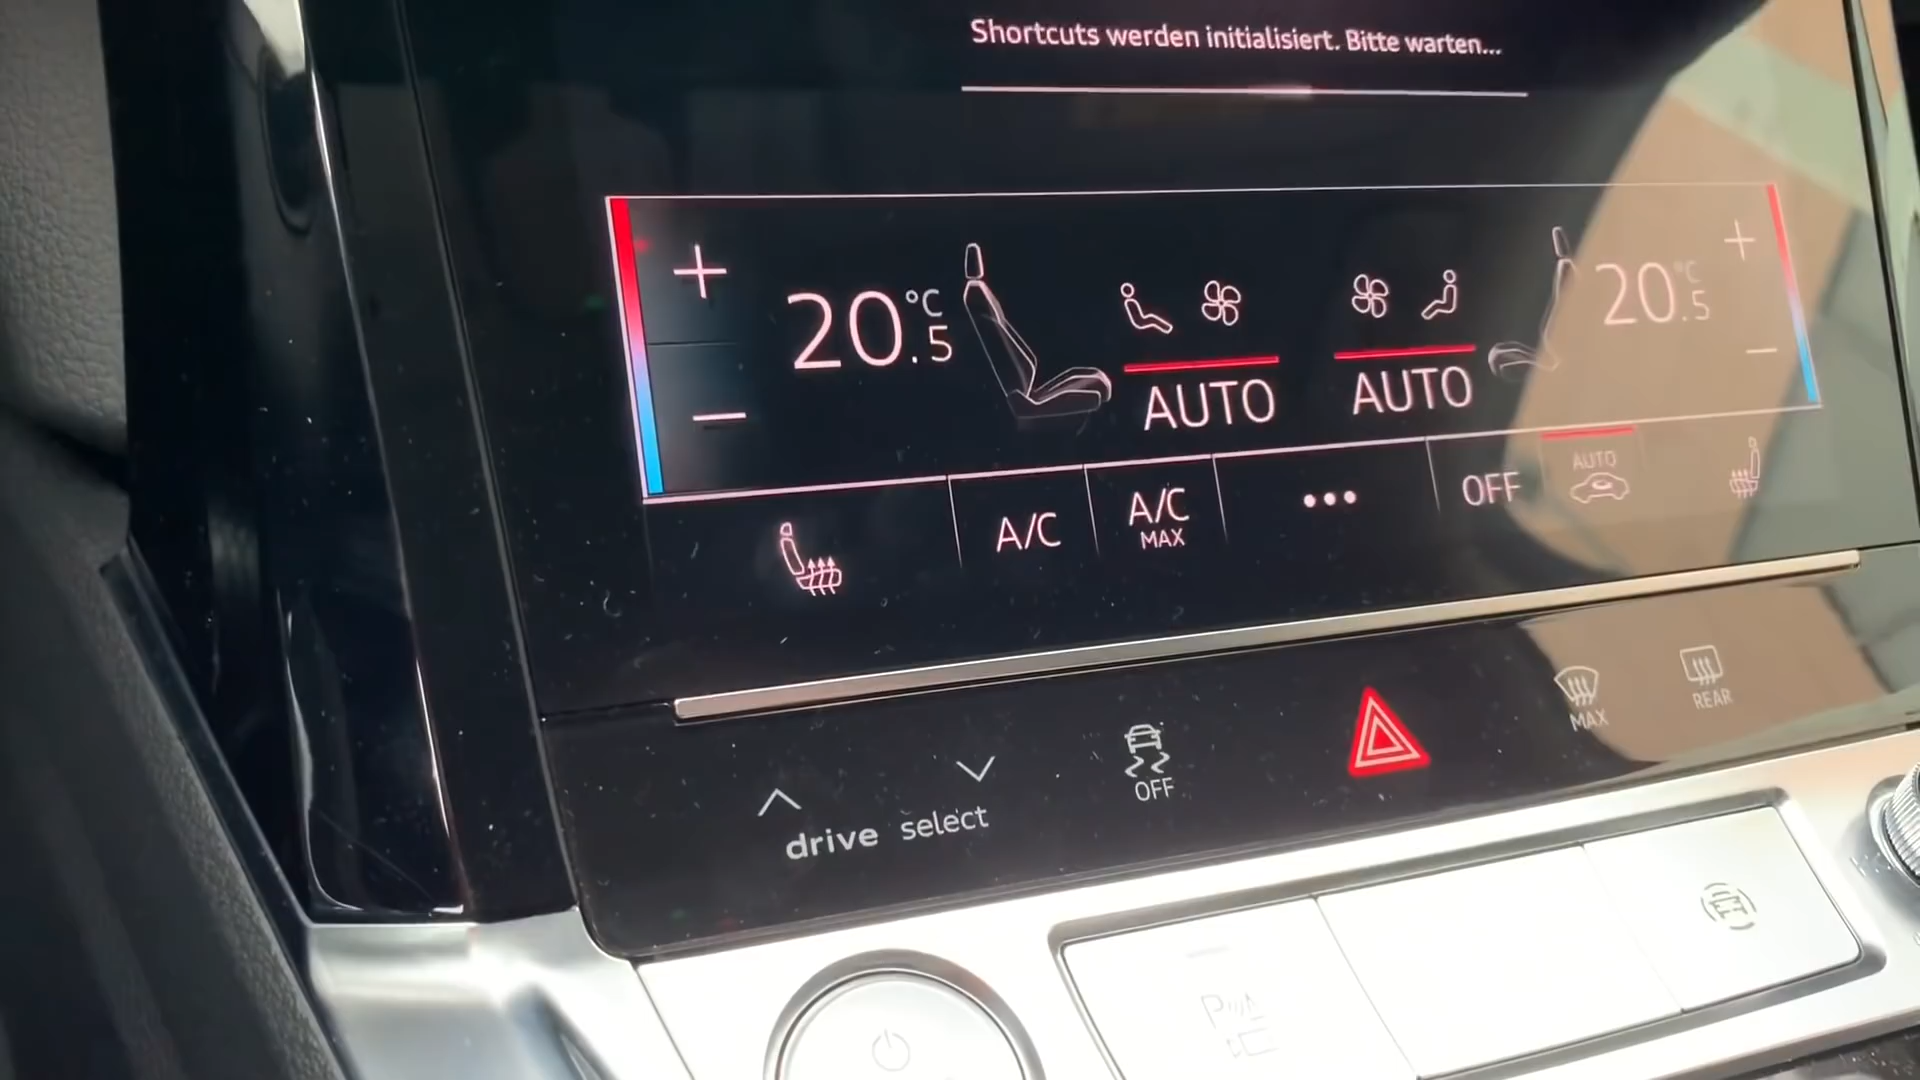 Shortcuts werden initialisiert. Bitte warten...
20.5 °C
AUTO
AUTO
20.5 °C
A/C
A/C MAX
OFF
AUTO
drive select
OFF
MAX
REAR
P